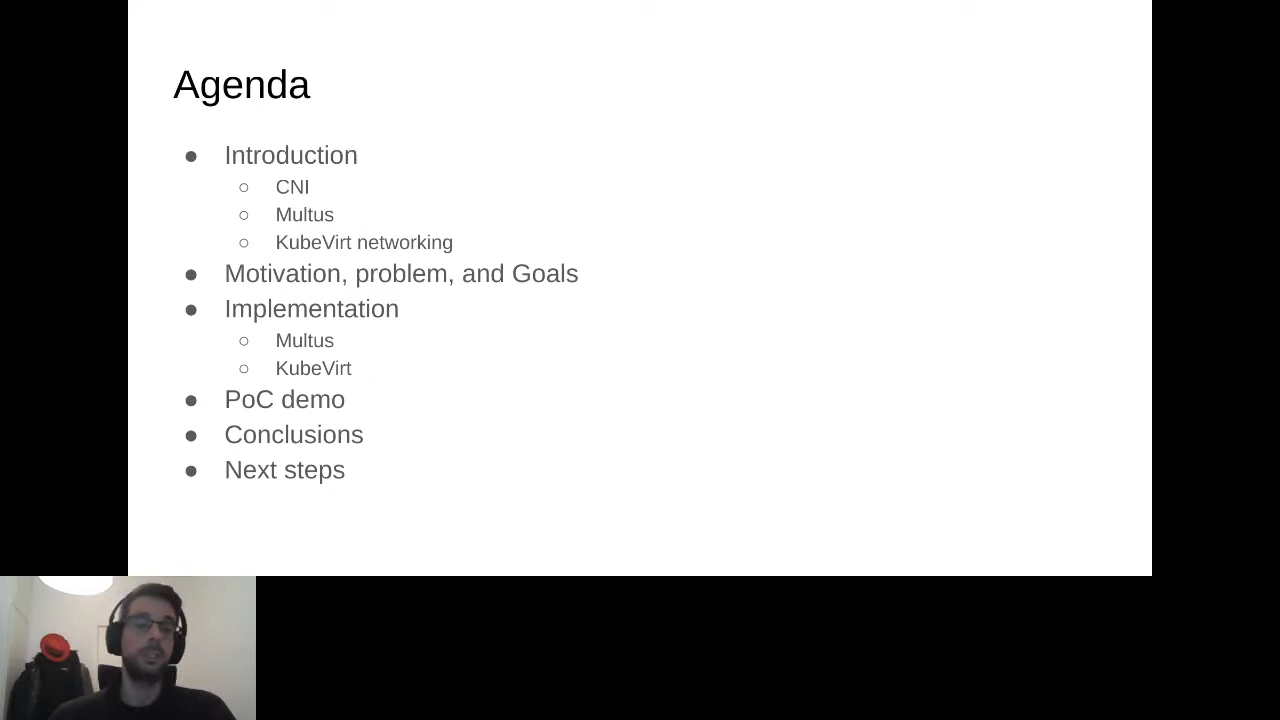 Agenda
● Introduction
○ CNI
○ Multus
○ KubeVirt networking
● Motivation, problem, and Goals
● Implementation
○ Multus
○ KubeVirt
● PoC demo
● Conclusions
● Next steps